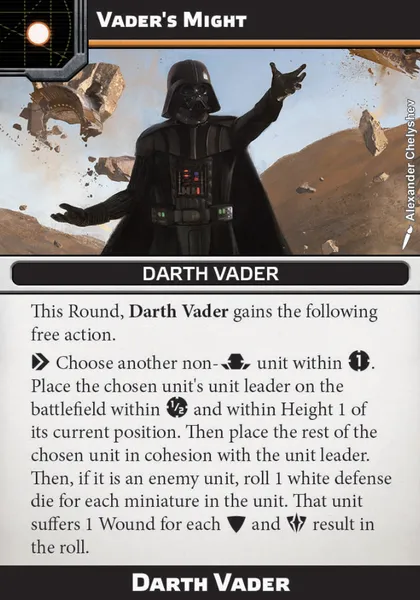 VADER'S MIGHT
Alexander Chelyshev
DARTH VADER
This Round, Darth Vader gains the following
free action.
Choose another non- unit within 1.
Place the chosen unit's unit leader on the
battlefield within 1/2 and within Height 1 of
its current position. Then place the rest of the
chosen unit in cohesion with the unit leader.
Then, if it is an enemy unit, roll 1 white defense
die for each miniature in the unit. That unit
suffers 1 Wound for each and result in
the roll.
DARTH VADER